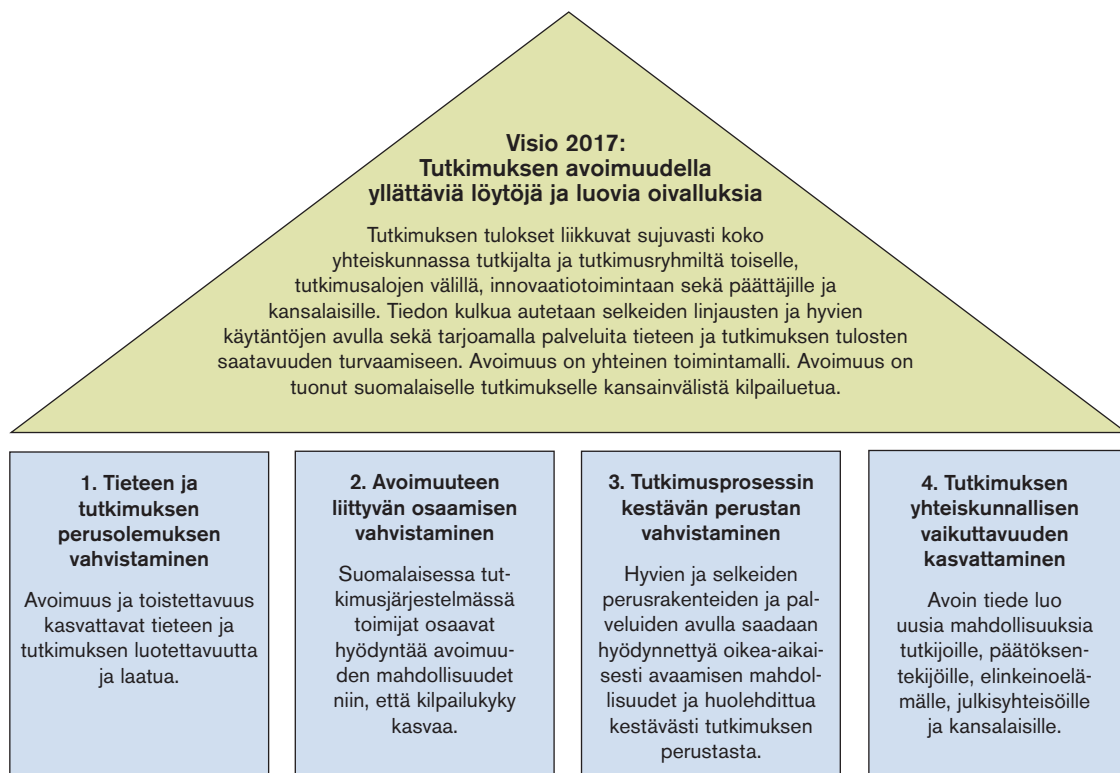 Visio 2017:
Tutkimuksen avoimuudella
yllättäviä löytöjä ja luovia oivalluksia
Tutkimuksen tulokset liikkuvat sujuvasti koko
yhteiskunnassa tutkijalta ja tutkimusryhmiltä toiselle,
tutkimusalojen välillä, innovaatiotoimintaan sekä päättäjille ja
kansalaisille. Tiedon kulkua autetaan selkeiden linjausten ja hyvien
käytäntöjen avulla sekä tarjoamalla palveluita tieteen ja tutkimuksen tulosten
saatavuuden turvaamiseen. Avoimuus on yhteinen toimintamalli. Avoimuus on
tuonut suomalaiselle tutkimukselle kansainvälistä kilpailuetua.
1. Tieteen ja
tutkimuksen
perusolemuksen
vahvistaminen
Avoimuus ja toistettavuus
kasvattavat tieteen ja
tutkimuksen luotettavuutta
ja laatua.
2. Avoimuuteen
liittyvän osaamisen
vahvistaminen
Suomalaisessa tut-
kimusjärjestelmässä
toimijat osaavat
hyödyntää avoimuu-
den mahdollisuudet
niin, että kilpailukyky
kasvaa.
3. Tutkimusprosessin
kestävän perustan
vahvistaminen
Hyvien ja selkeiden
perusrakenteiden ja pal-
veluiden avulla saadaan
hyödynnettyä oikea-aikai-
sesti avaamisen mahdol-
lisuudet ja huolehdittua
kestävästi tutkimuksen
perustasta.
4. Tutkimuksen
yhteiskunnallisen
vaikuttavuuden
kasvattaminen
Avoin tiede luo
uusia mahdollisuuksia
tutkijoille, päätöksen-
tekijöille, elinkeinoelä-
mälle, julkisyhteisöille
ja kansalaisille.